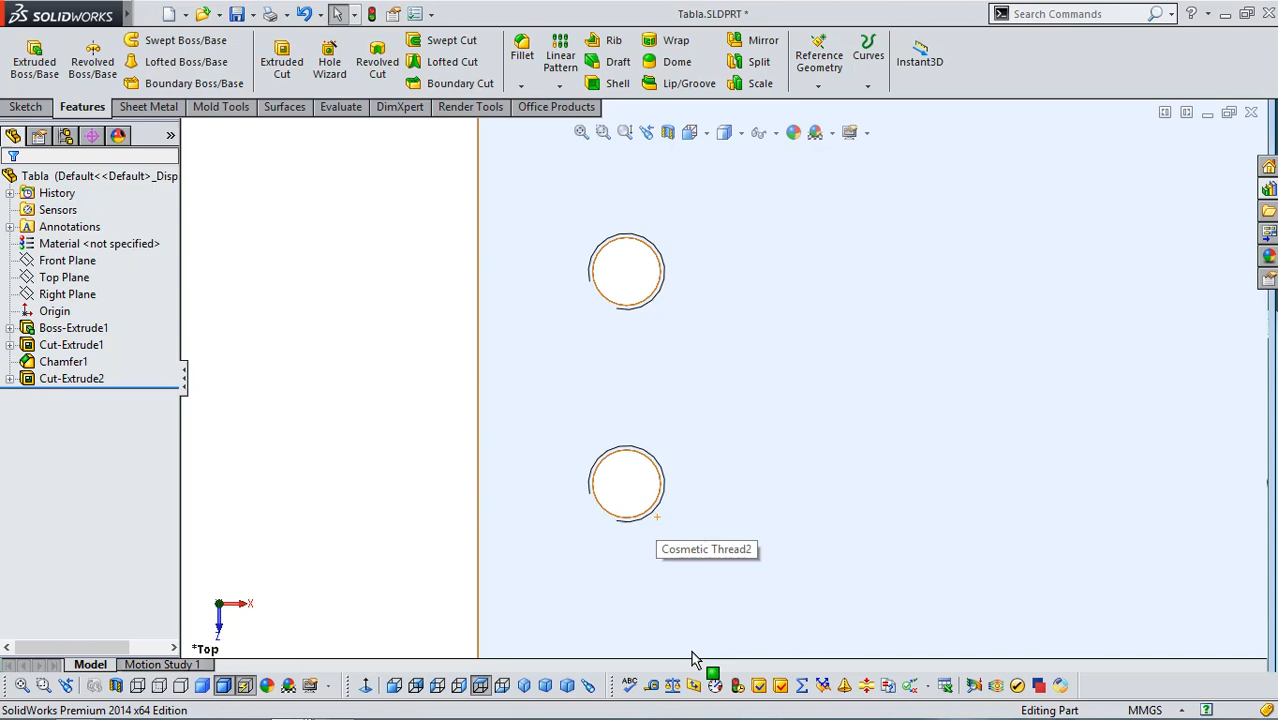 SOLIDWORKS
Tabla.SLDPRT *
Search Commands
Extruded Boss/Base
Revolved Boss/Base
Swept Boss/Base
Lofted Boss/Base
Boundary Boss/Base
Extruded Cut
Hole Wizard
Revolved Cut
Swept Cut
Lofted Cut
Boundary Cut
Fillet
Linear Pattern
Rib
Draft
Shell
Wrap
Dome
Lip/Groove
Mirror
Split
Scale
Reference Geometry
Curves
Instant3D
Sketch
Features
Sheet Metal
Mold Tools
Surfaces
Evaluate
DimXpert
Render Tools
Office Products
Tabla (Default<<Default>_Disp
History
Sensors
Annotations
Material <not specified>
Front Plane
Top Plane
Right Plane
Origin
Boss-Extrude1
Cut-Extrude1
Chamfer1
Cut-Extrude2
Cosmetic Thread2
X
Z
*Top
Model
Motion Study 1
ABC
SolidWorks Premium 2014 x64 Edition
Editing Part
MMGS